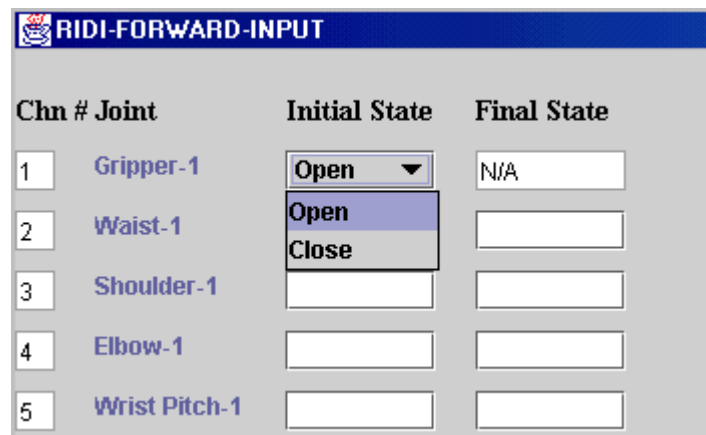 RIDI-FORWARD-INPUT
Chn # Joint Initial State Final State
1 Gripper-1 Open N/A
Open
2 Waist-1
Close
3 Shoulder-1
4 Elbow-1
5 Wrist Pitch-1